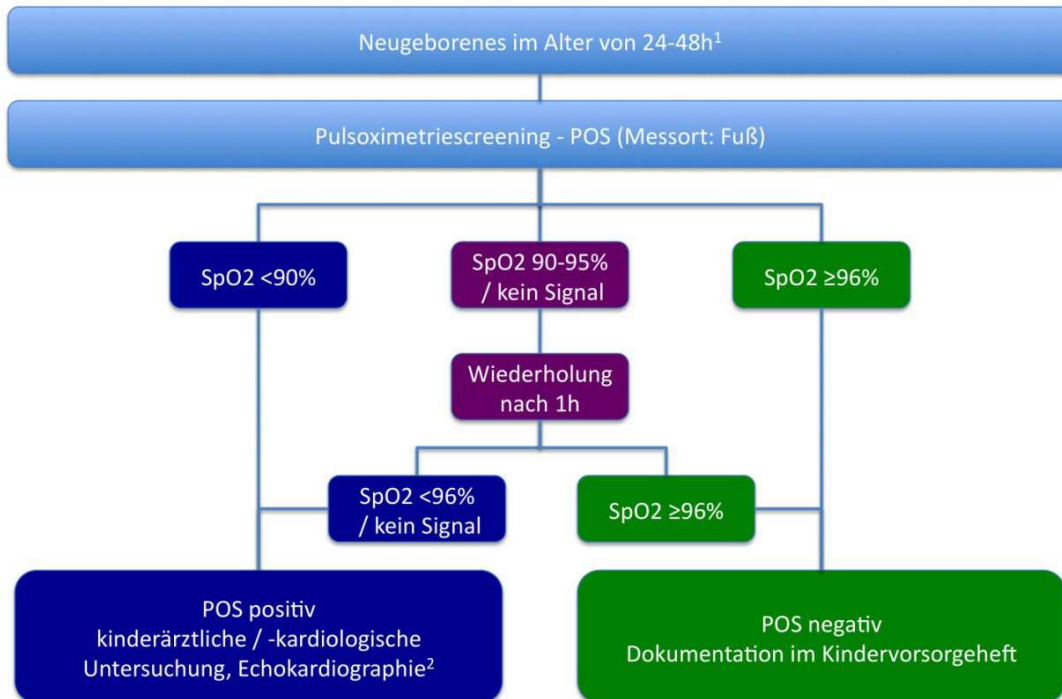 Neugeborenes im Alter von 24-48h¹
Pulsoximetriescreening - POS (Messort: Fuß)
SpO2 <90%
SpO2 90-95%
/ kein Signal
SpO2 ≥96%
Wiederholung
nach 1h
SpO2 <96%
/ kein Signal
SpO2 ≥96%
POS positiv
kinderärztliche / -kardiologische
Untersuchung, Echokardiographie²
POS negativ
Dokumentation im Kindervorsorgeheft